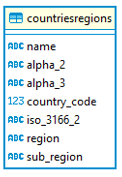 countriesregions
ABC name
ABC alpha_2
ABC alpha_3
123 country_code
ABC iso_3166_2
ABC region
ABC sub_region